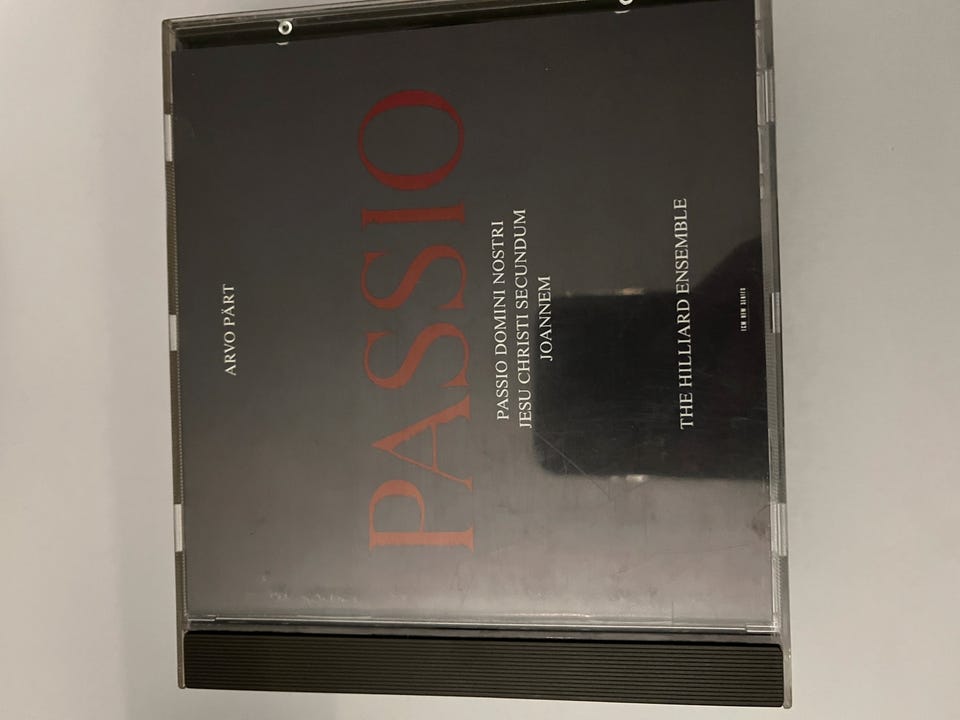 ARVO PÄRT
PASSIO
PASSIO DOMINI NOSTRI
JESU CHRISTI SECUNDUM
JOANNEM
THE HILLIARD ENSEMBLE
ECM NEW SERIES